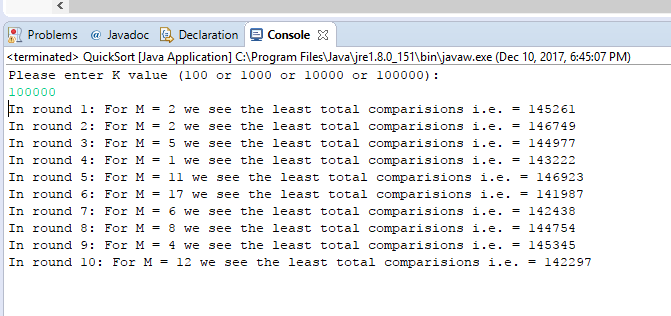 Problems @ Javadoc Declaration Console
<terminated> QuickSort [Java Application] C:\Program Files\Java\jre1.8.0_151\bin\javaw.exe (Dec 10, 2017, 6:45:07 PM)
Please enter K value (100 or 1000 or 10000 or 100000):
100000
In round 1: For M = 2 we see the least total comparisions i.e. = 145261
In round 2: For M = 2 we see the least total comparisions i.e. = 146749
In round 3: For M = 5 we see the least total comparisions i.e. = 144977
In round 4: For M = 1 we see the least total comparisions i.e. = 143222
In round 5: For M = 11 we see the least total comparisions i.e. = 146923
In round 6: For M = 17 we see the least total comparisions i.e. = 141987
In round 7: For M = 6 we see the least total comparisions i.e. = 142438
In round 8: For M = 8 we see the least total comparisions i.e. = 144754
In round 9: For M = 4 we see the least total comparisions i.e. = 145345
In round 10: For M = 12 we see the least total comparisions i.e. = 142297